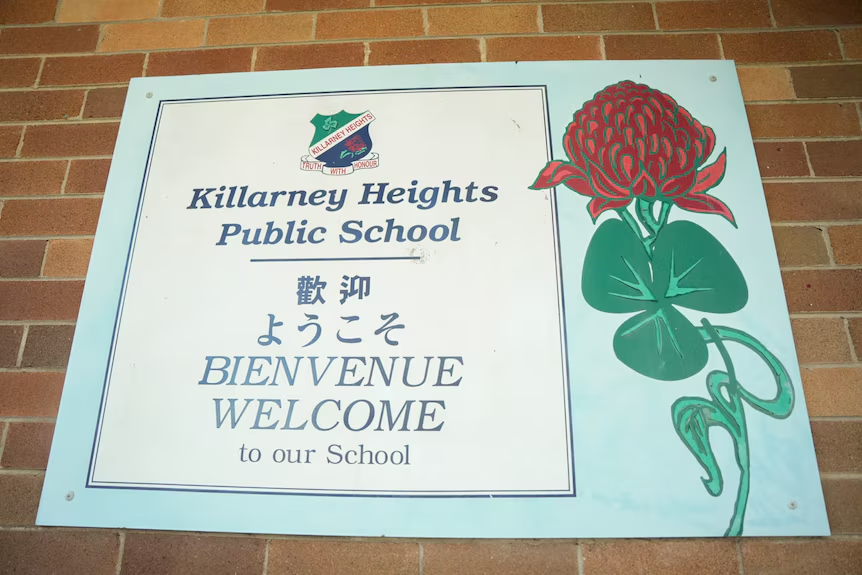 KILLARNEY HEIGHTS
TRUTH WITH HONOUR
Killarney Heights
Public School
歡迎
ようこそ
BIENVENUE
WELCOME
to our School